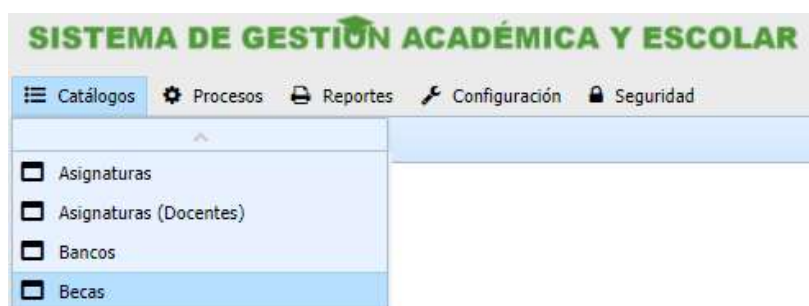 SISTEMA DE GESTIÓN ACADÉMICA Y ESCOLAR
Catálogos Procesos Reportes Configuración Seguridad
Asignaturas
Asignaturas (Docentes)
Bancos
Becas